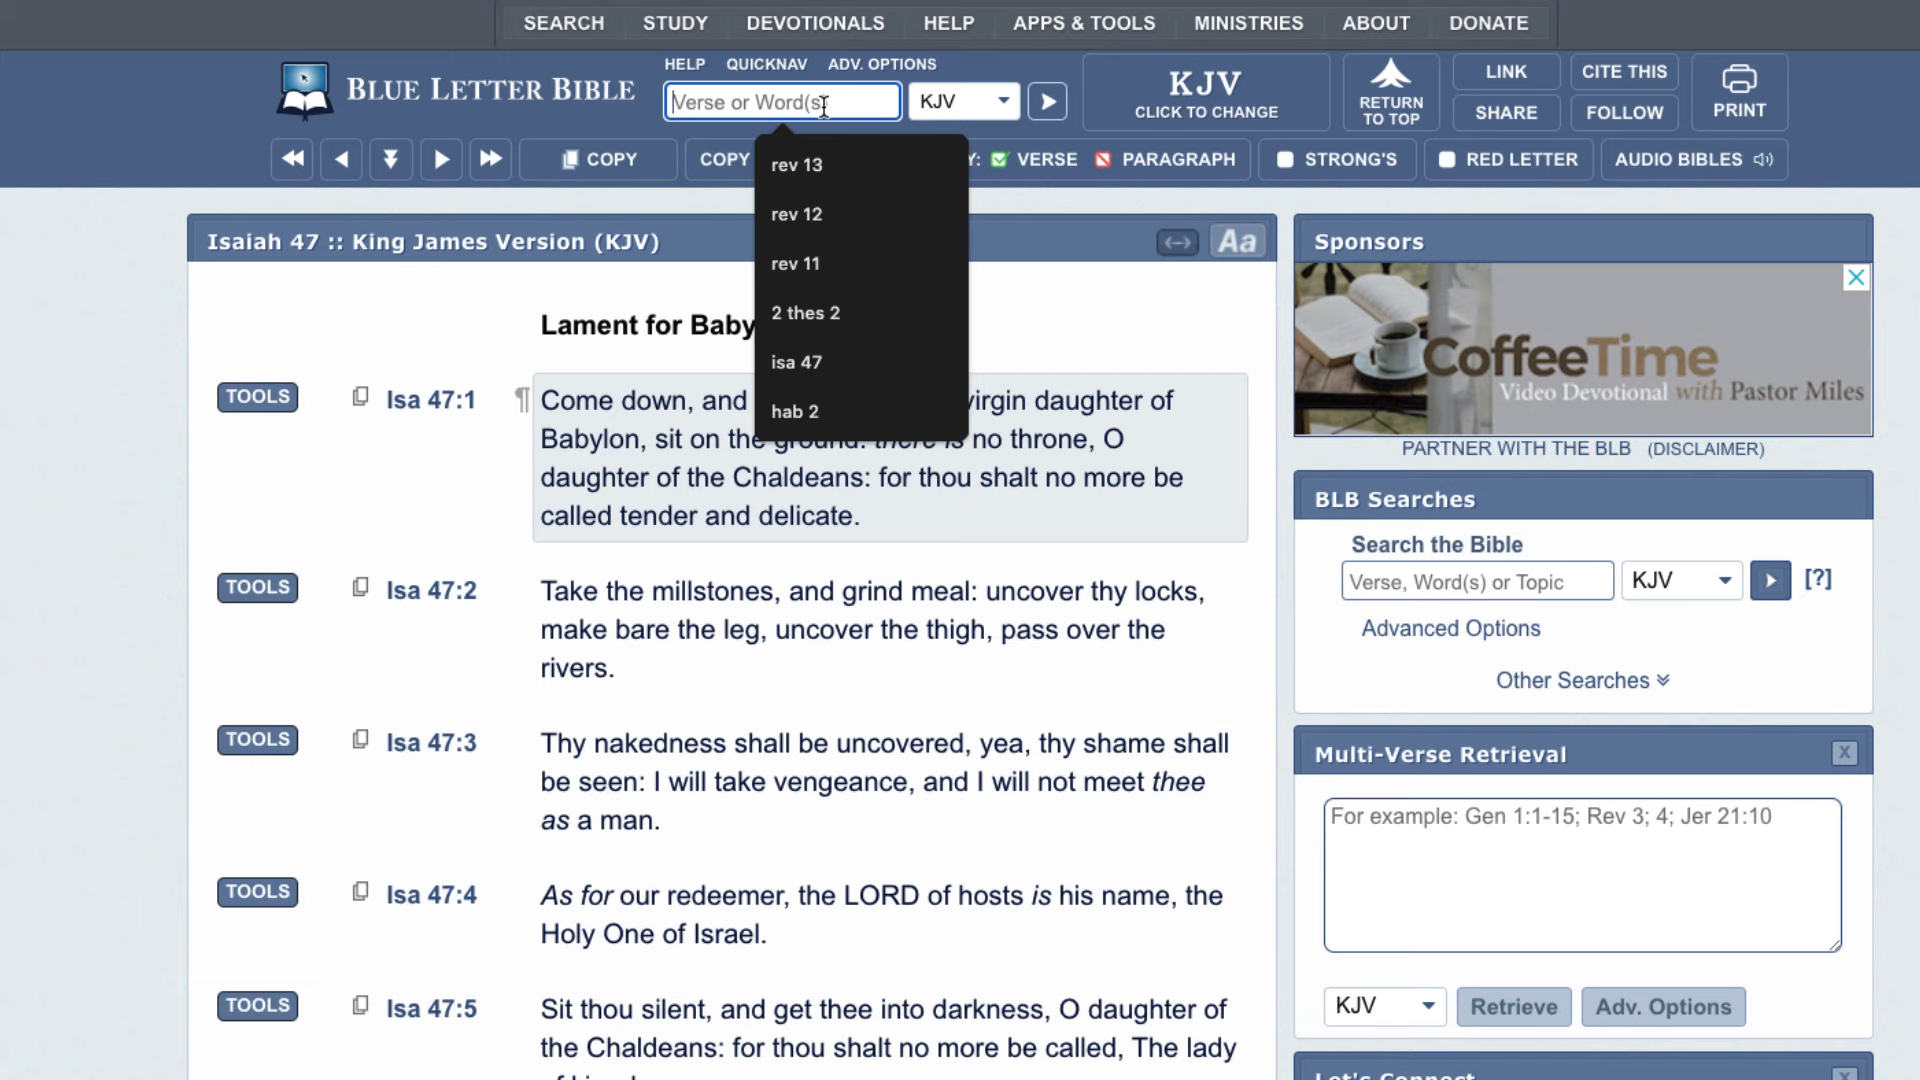 SEARCH STUDY DEVOTIONALS HELP APPS & TOOLS MINISTRIES ABOUT DONATE
BLUE LETTER BIBLE
HELP QUICKNAV ADV. OPTIONS
Verse or Word(s)
KJV
KJV
CLICK TO CHANGE
RETURN
TO TOP
LINK
CITE THIS
SHARE
FOLLOW
PRINT
COPY
COPY
Y:
VERSE
PARAGRAPH
STRONG'S
RED LETTER
AUDIO BIBLES
rev 13
rev 12
rev 11
2 thes 2
isa 47
hab 2
Isaiah 47 :: King James Version (KJV)
Aa
Lament for Baby
TOOLS
Isa 47:1
¶ Come down, and virgin daughter of
Babylon, sit on the ground: there is no throne, O
daughter of the Chaldeans: for thou shalt no more be
called tender and delicate.
TOOLS
Isa 47:2
Take the millstones, and grind meal: uncover thy locks,
make bare the leg, uncover the thigh, pass over the
rivers.
TOOLS
Isa 47:3
Thy nakedness shall be uncovered, yea, thy shame shall
be seen: I will take vengeance, and I will not meet thee
as a man.
TOOLS
Isa 47:4
As for our redeemer, the LORD of hosts is his name, the
Holy One of Israel.
TOOLS
Isa 47:5
Sit thou silent, and get thee into darkness, O daughter of
the Chaldeans: for thou shalt no more be called, The lady
Sponsors
CoffeeTime
Video Devotional with Pastor Miles
PARTNER WITH THE BLB (DISCLAIMER)
BLB Searches
Search the Bible
Verse, Word(s) or Topic
KJV
[?]
Advanced Options
Other Searches
Multi-Verse Retrieval
X
For example: Gen 1:1-15; Rev 3; 4; Jer 21:10
KJV
Retrieve
Adv. Options
Let's Connect
X